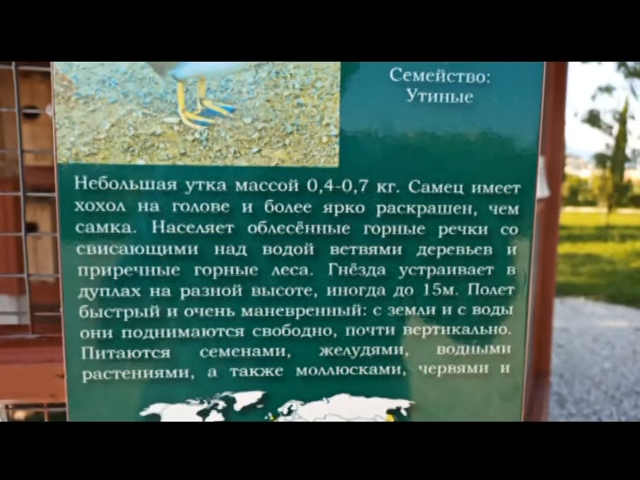 Семейство:
Утиные
Небольшая утка массой 0,4-0,7 кг. Самец имеет
хохол на голове и более ярко раскрашен, чем
самка. Населяет облесённые горные речки со
свисающими над водой ветвями деревьев и
приречные горные леса. Гнёзда устраивает в
дуплах на разной высоте, иногда до 15м. Полет
быстрый и очень маневренный: с земли и с воды
они поднимаются свободно, почти вертикально.
Питаются семенами, желудями, водными
растениями, а также моллюсками, червями и